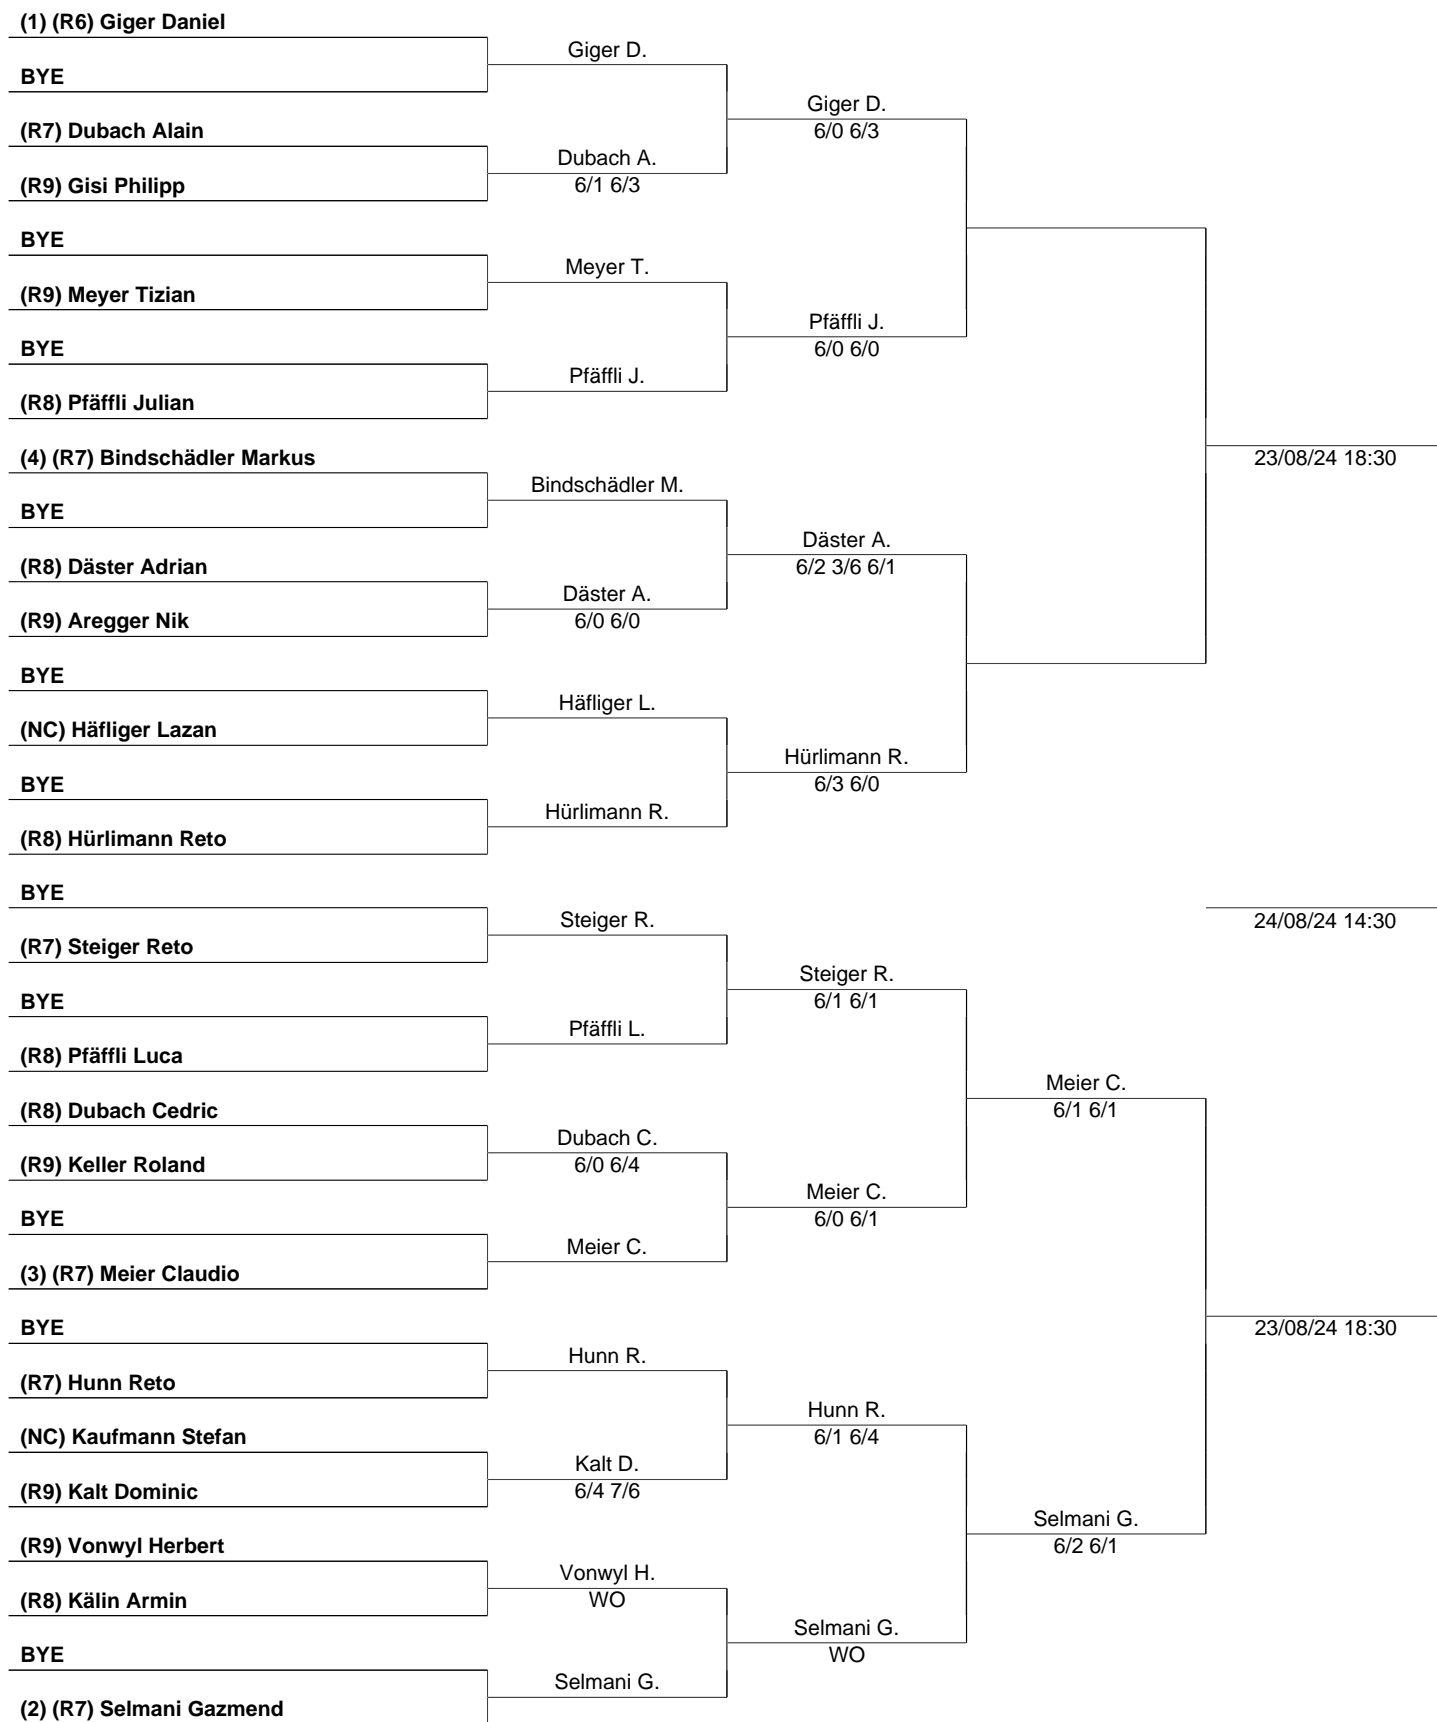 (1) (R6) Giger Daniel
Giger D.
BYE
Giger D.
6/0 6/3
(R7) Dubach Alain
Dubach A.
6/1 6/3
(R9) Gisi Philipp
BYE
Meyer T.
(R9) Meyer Tizian
Pfäffli J.
6/0 6/0
BYE
Pfäffli J.
(R8) Pfäffli Julian
(4) (R7) Bindschädler Markus
23/08/24 18:30
Bindschädler M.
BYE
Däster A.
6/2 3/6 6/1
(R8) Däster Adrian
Däster A.
6/0 6/0
(R9) Aregger Nik
BYE
Häfliger L.
(NC) Häfliger Lazan
Hürlimann R.
6/3 6/0
BYE
Hürlimann R.
(R8) Hürlimann Reto
BYE
Steiger R.
24/08/24 14:30
(R7) Steiger Reto
Steiger R.
6/1 6/1
BYE
Pfäffli L.
(R8) Pfäffli Luca
Meier C.
6/1 6/1
(R8) Dubach Cedric
Dubach C.
6/0 6/4
(R9) Keller Roland
Meier C.
6/0 6/1
BYE
Meier C.
(3) (R7) Meier Claudio
BYE
23/08/24 18:30
Hunn R.
(R7) Hunn Reto
Hunn R.
6/1 6/4
(NC) Kaufmann Stefan
Kalt D.
6/4 7/6
(R9) Kalt Dominic
Selmani G.
6/2 6/1
(R9) Vonwyl Herbert
Vonwyl H.
WO
(R8) Kälin Armin
Selmani G.
WO
BYE
Selmani G.
(2) (R7) Selmani Gazmend